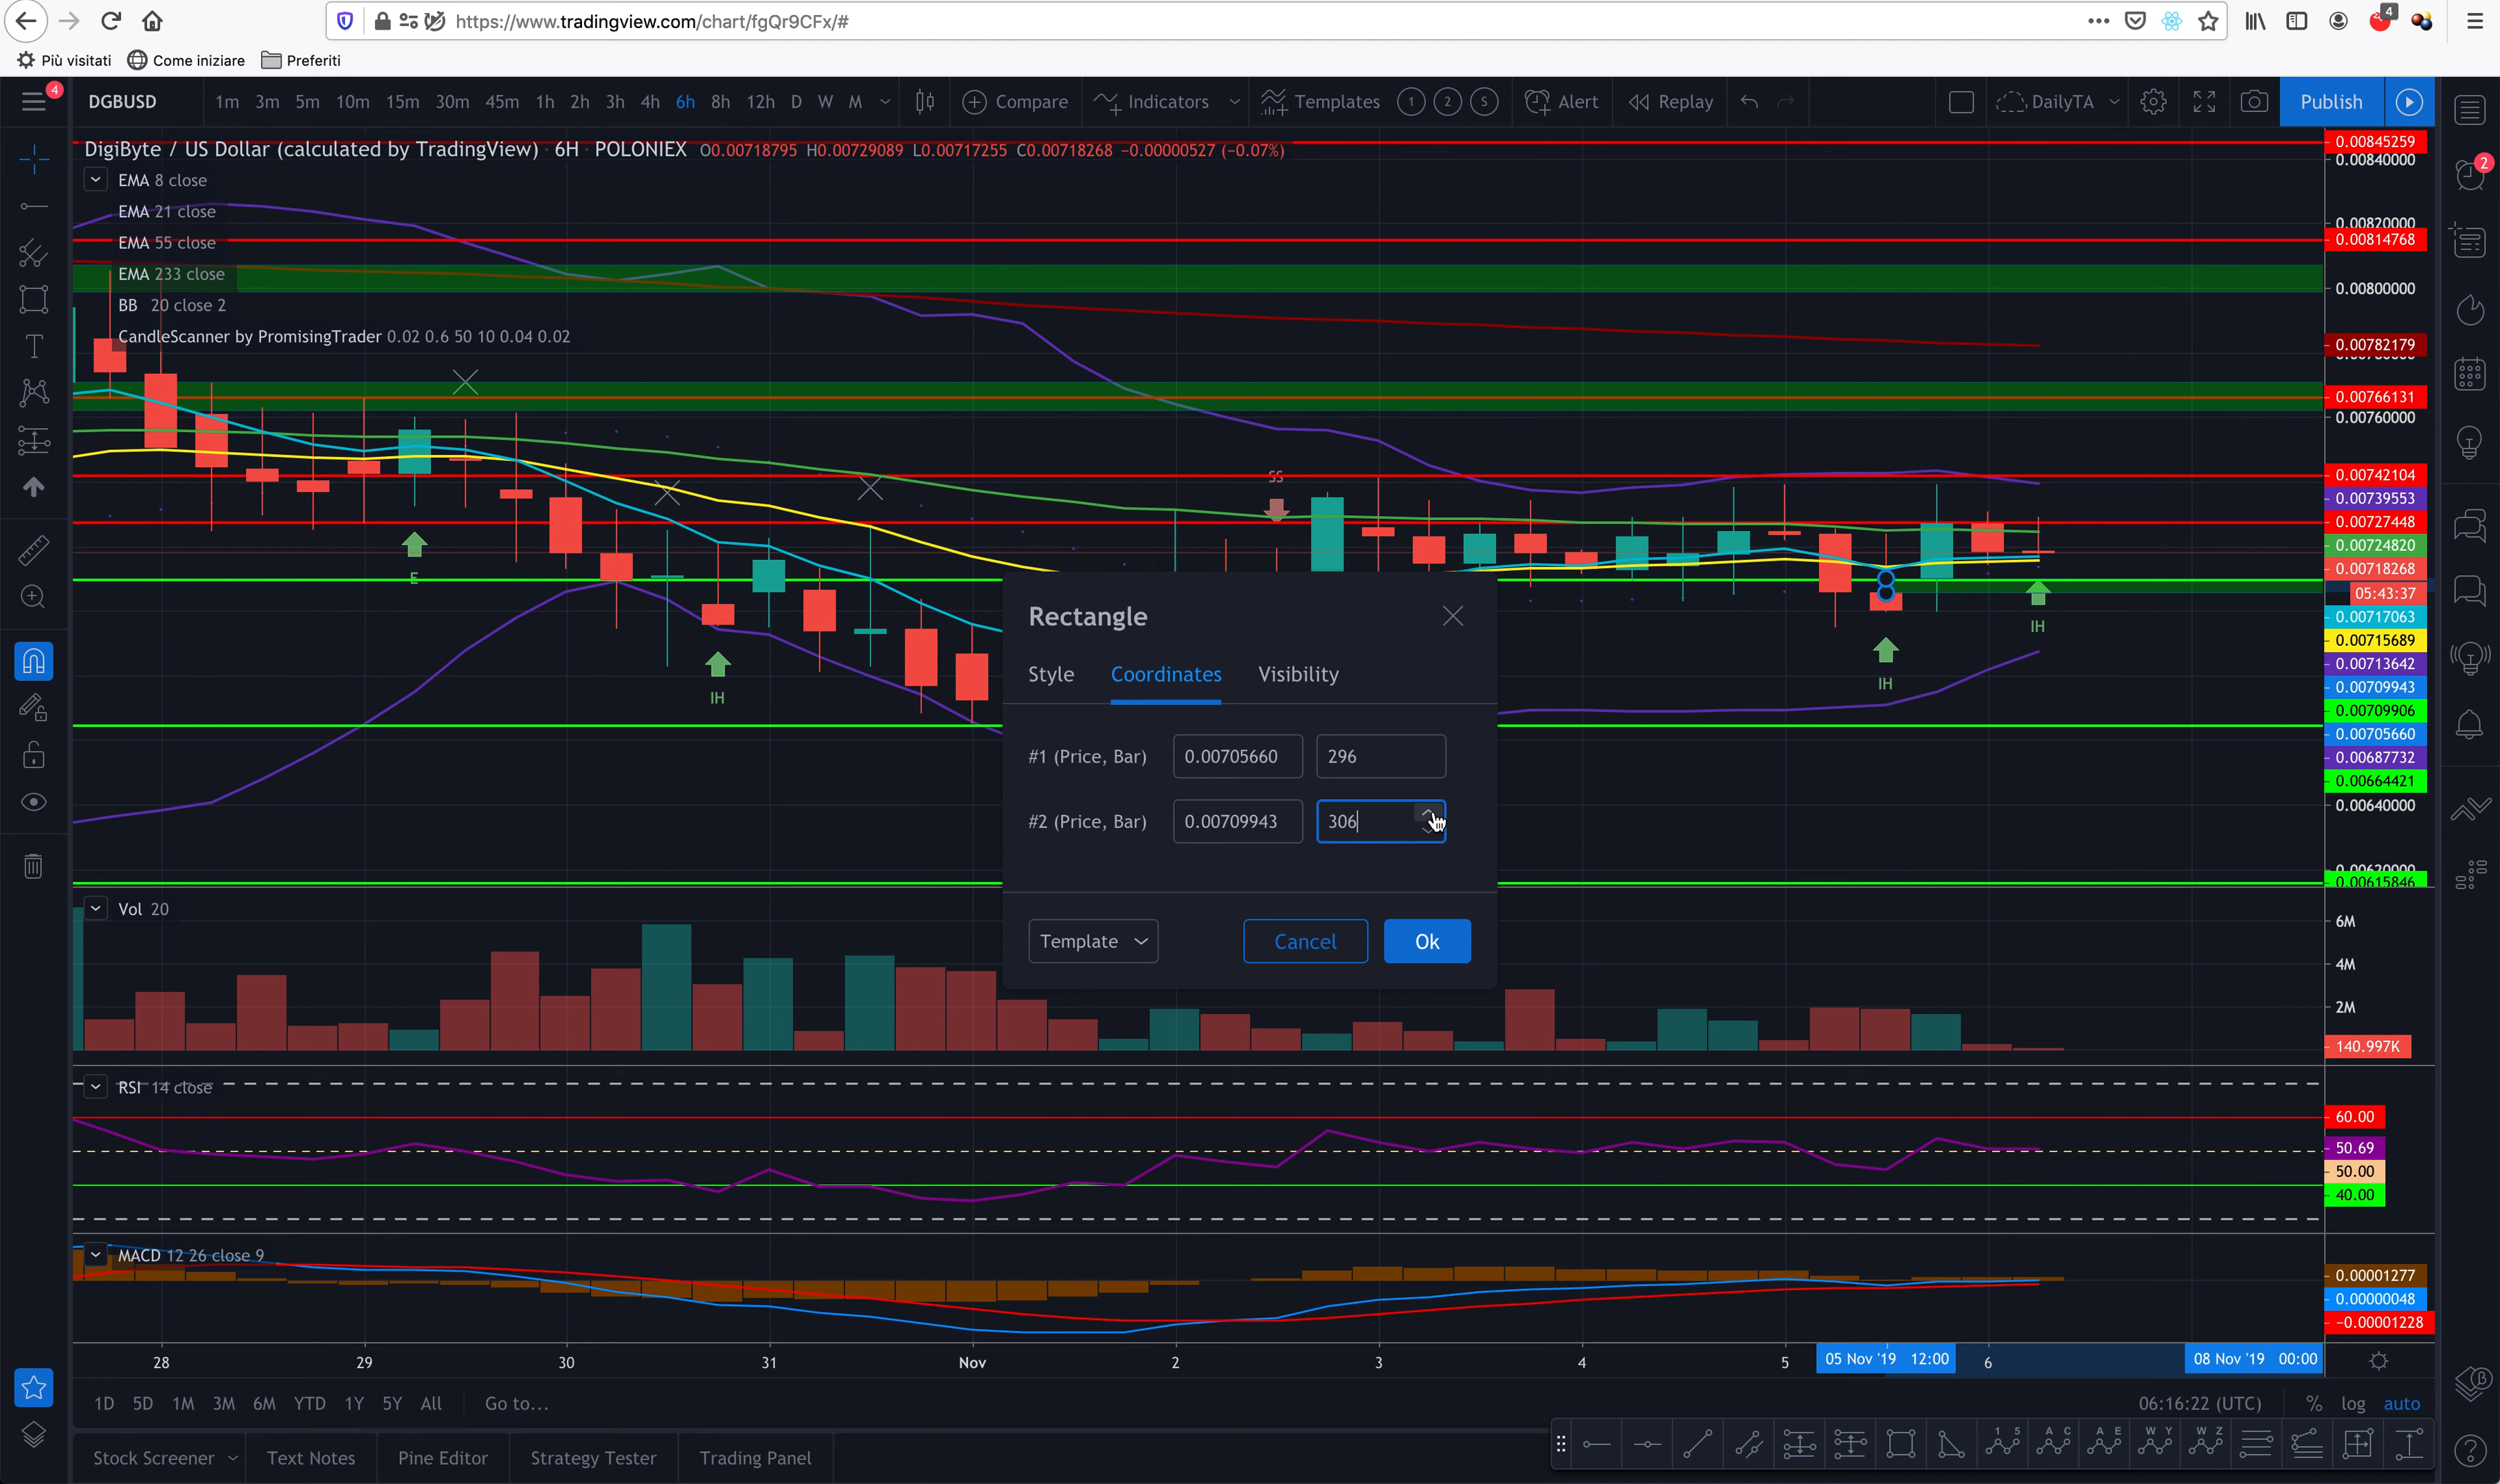 https://www.tradingview.com/chart/fgQr9CFx/#
4
Più visitati Come iniziare Preferiti
4
DGBUSD 1m 3m 5m 10m 15m 30m 45m 1h 2h 3h 4h 6h 8h 12h D W M Compare Indicators Templates 1 2 S Alert Replay DailyTA Publish
DigiByte / US Dollar (calculated by TradingView) 6H POLONIEX O0.00718795 H0.00729089 L0.00717255 C0.00718268 −0.00000527 (−0.07%)
EMA 8 close
EMA 21 close
EMA 55 close
EMA 233 close
BB 20 close 2
CandleScanner by PromisingTrader 0.02 0.6 50 10 0.04 0.02
0.00845259
0.00840000
2
0.00820000
0.00814768
0.00800000
0.00782179
0.00766131
0.00760000
0.00742104
0.00739553
0.00727448
0.00724820
0.00718268
05:43:37
0.00717063
0.00715689
0.00713642
0.00709943
0.00709906
0.00705660
0.00687732
0.00664421
0.00640000
0.00615846
SS
E
IH
IH
IH
Rectangle
Style Coordinates Visibility
#1 (Price, Bar) 0.00705660 296
#2 (Price, Bar) 0.00709943 306
Template Cancel Ok
Vol 20
6M
4M
2M
140.997K
RSI 14 close
60.00
50.69
50.00
40.00
MACD 12 26 close 9
0.00001277
0.00000048
−0.00001228
28 29 30 31 Nov 2 3 4 5 05 Nov '19 12:00 6 08 Nov '19 00:00
1D 5D 1M 3M 6M YTD 1Y 5Y All Go to... 06:16:22 (UTC) % log auto
Stock Screener Text Notes Pine Editor Strategy Tester Trading Panel
1 5 A C A E W Y W Z
β